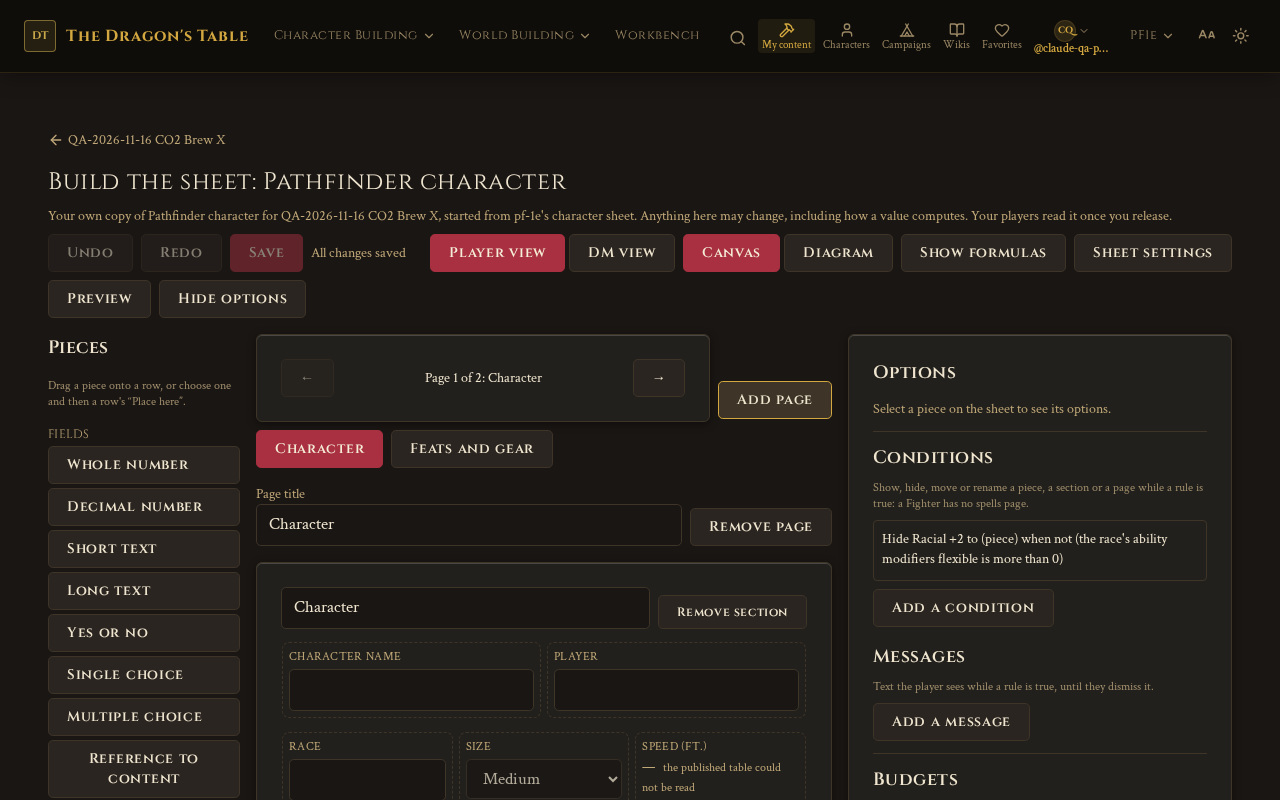 DT The Dragon's Table Character Building World Building Workbench My content Characters Campaigns Wikis Favorites CQ @claude-qa-p... PF1e AA
← QA-2026-11-16 CO2 Brew X
Build the sheet: Pathfinder character
Your own copy of Pathfinder character for QA-2026-11-16 CO2 Brew X, started from pf-1e's character sheet. Anything here may change, including how a value computes. Your players read it once you release.
Undo Redo Save All changes saved Player view DM view Canvas Diagram Show formulas Sheet settings
Preview Hide options
Pieces
Drag a piece onto a row, or choose one
and then a row's “Place here”.
FIELDS
Whole number
Decimal number
Short text
Long text
Yes or no
Single choice
Multiple choice
Reference to
content
← Page 1 of 2: Character →
Add page
Character Feats and gear
Page title
Character Remove page
Character Remove section
CHARACTER NAME PLAYER
RACE SIZE SPEED (FT.)
Medium — the published table could
not be read
Options
Select a piece on the sheet to see its options.
Conditions
Show, hide, move or rename a piece, a section or a page while a rule is
true: a Fighter has no spells page.
Hide Racial +2 to (piece) when not (the race's ability
modifiers flexible is more than 0)
Add a condition
Messages
Text the player sees while a rule is true, until they dismiss it.
Add a message
Budgets